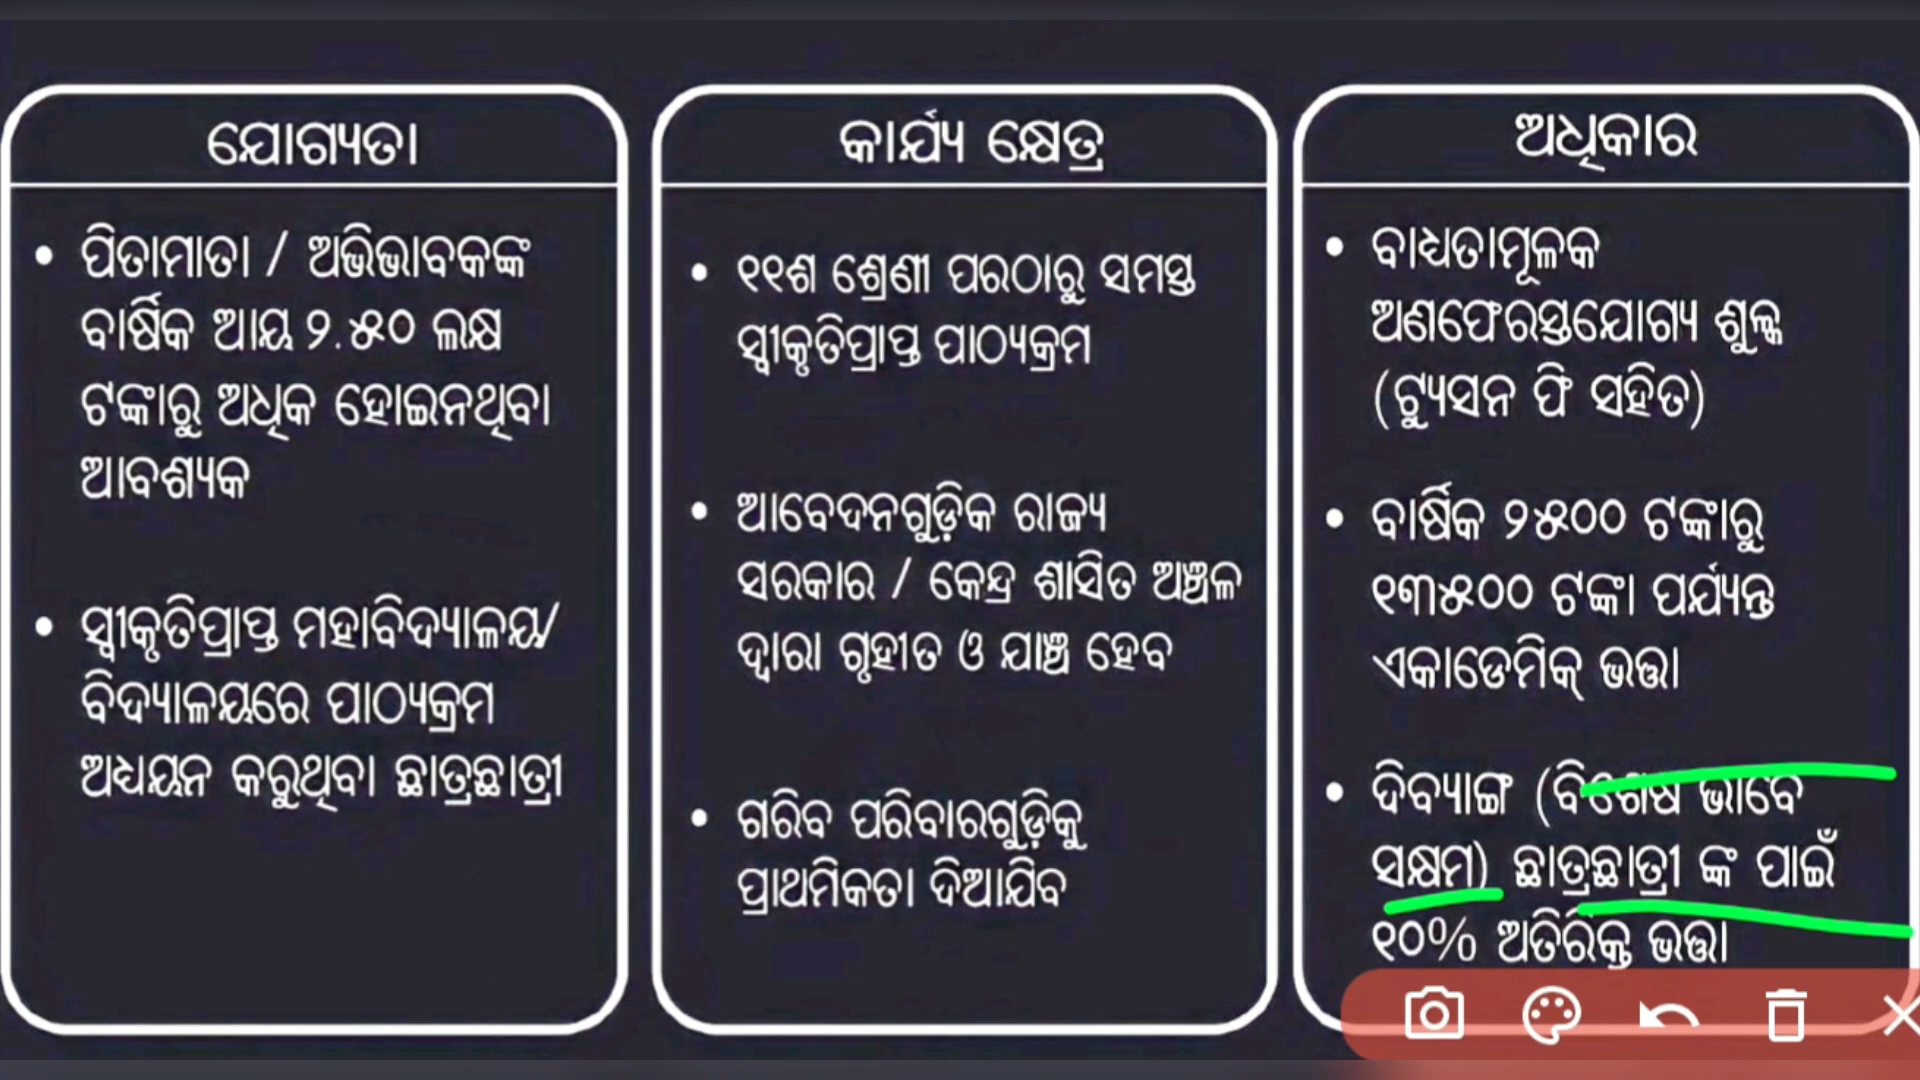 ଯୋଗ୍ୟତା
• ପିତାମାତା / ଅଭିଭାବକଙ୍କ
ବାର୍ଷିକ ଆୟ ୨.୫୦ ଲକ୍ଷ
ଟଙ୍କାରୁ ଅଧିକ ହୋଇନଥିବା
ଆବଶ୍ୟକ
• ସ୍ୱୀକୃତିପ୍ରାପ୍ତ ମହାବିଦ୍ୟାଳୟ/
ବିଦ୍ୟାଳୟରେ ପାଠ୍ୟକ୍ରମ
ଅଧ୍ୟୟନ କରୁଥିବା ଛାତ୍ରଛାତ୍ରୀ
କାର୍ଯ୍ୟ କ୍ଷେତ୍ର
• ୧୧ଶ ଶ୍ରେଣୀ ପରଠାରୁ ସମସ୍ତ
ସ୍ୱୀକୃତିପ୍ରାପ୍ତ ପାଠ୍ୟକ୍ରମ
• ଆବେଦନଗୁଡ଼ିକ ରାଜ୍ୟ
ସରକାର / କେନ୍ଦ୍ର ଶାସିତ ଅଞ୍ଚଳ
ଦ୍ୱାରା ଗୃହୀତ ଓ ଯାଞ୍ଚ ହେବ
• ଗରିବ ପରିବାରଗୁଡ଼ିକୁ
ପ୍ରାଥମିକତା ଦିଆଯିବ
ଅଧିକାର
• ବାଧ୍ୟତାମୂଳକ
ଅଣଫେରସ୍ତଯୋଗ୍ୟ ଶୁଳ୍କ
(ଟ୍ୟୁସନ ଫି ସହିତ)
• ବାର୍ଷିକ ୨୫୦୦ ଟଙ୍କାରୁ
୧୩୫୦୦ ଟଙ୍କା ପର୍ଯ୍ୟନ୍ତ
ଏକାଡେମିକ୍ ଭତ୍ତା
• ଦିବ୍ୟାଙ୍ଗ (ବିଶେଷ ଭାବେ
ସକ୍ଷମ) ଛାତ୍ରଛାତ୍ରୀ ଙ୍କ ପାଇଁ
୧୦% ଅତିରିକ୍ତ ଭତ୍ତା